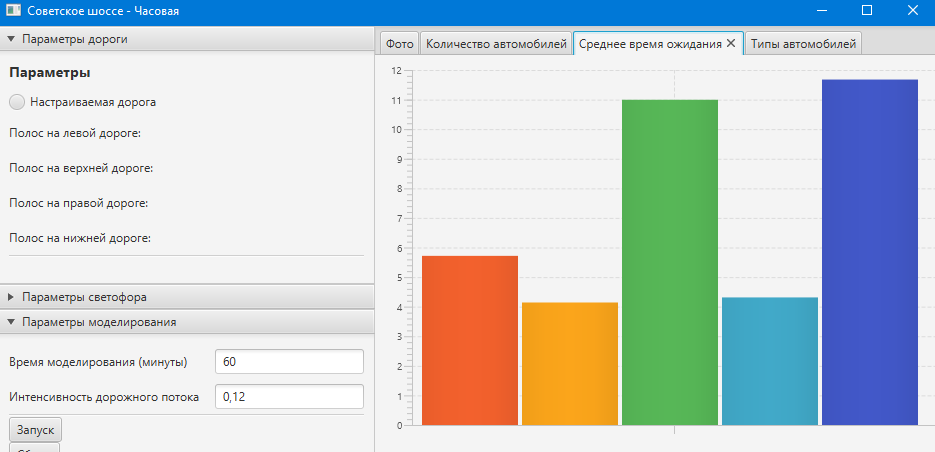 Советское шоссе - Часовая
Параметры дороги
Параметры
Настраиваемая дорога
Полос на левой дороге:
Полос на верхней дороге:
Полос на правой дороге:
Полос на нижней дороге:
Параметры светофора
Параметры моделирования
Время моделирования (минуты) 60
Интенсивность дорожного потока 0,12
Запуск
Фото Количество автомобилей Среднее время ожидания Типы автомобилей
12
11
10
9
8
7
6
5
4
3
2
1
0